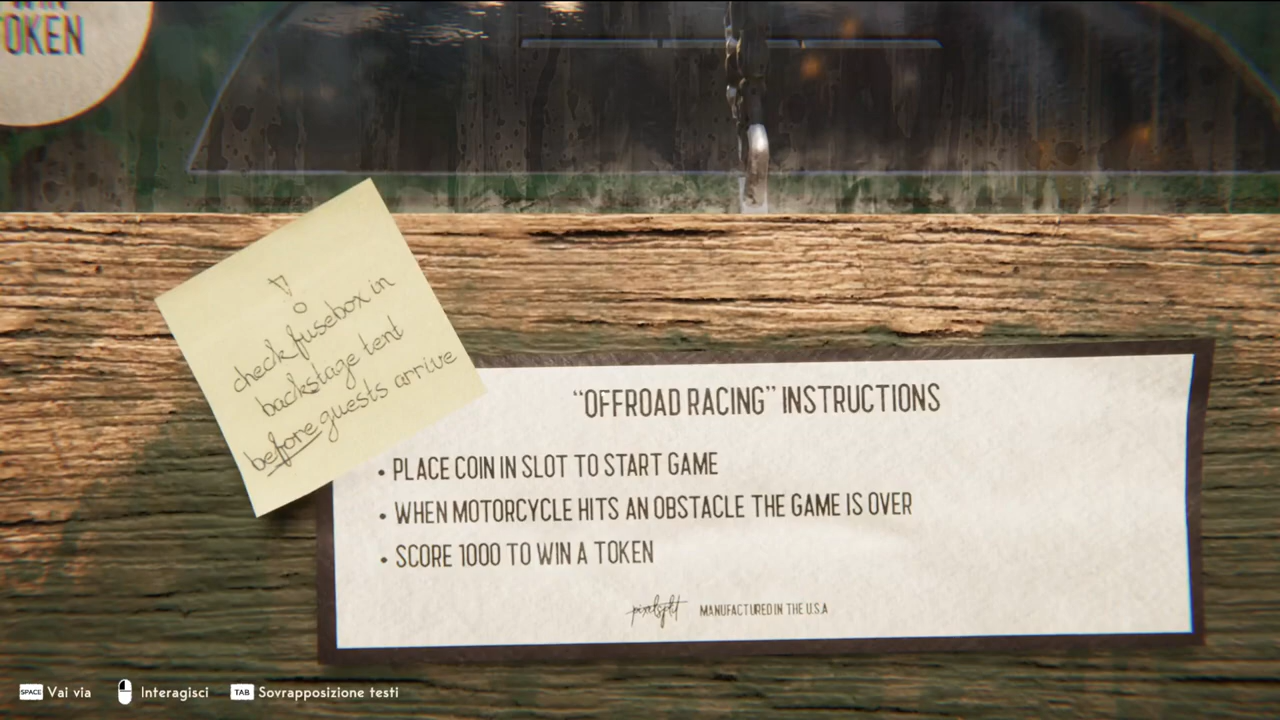 WIN
TOKEN
check fusebox in
backstage tent
before guests arrive
“OFFROAD RACING” INSTRUCTIONS
• PLACE COIN IN SLOT TO START GAME
• WHEN MOTORCYCLE HITS AN OBSTACLE THE GAME IS OVER
• SCORE 1000 TO WIN A TOKEN
pixelsplit MANUFACTURED IN THE U.S.A
SPACE Vai via Interagisci TAB Sovrapposizione testi